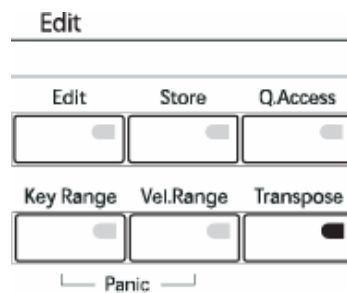 Edit
Edit Store Q.Access
Key Range Vel.Range Transpose
Panic